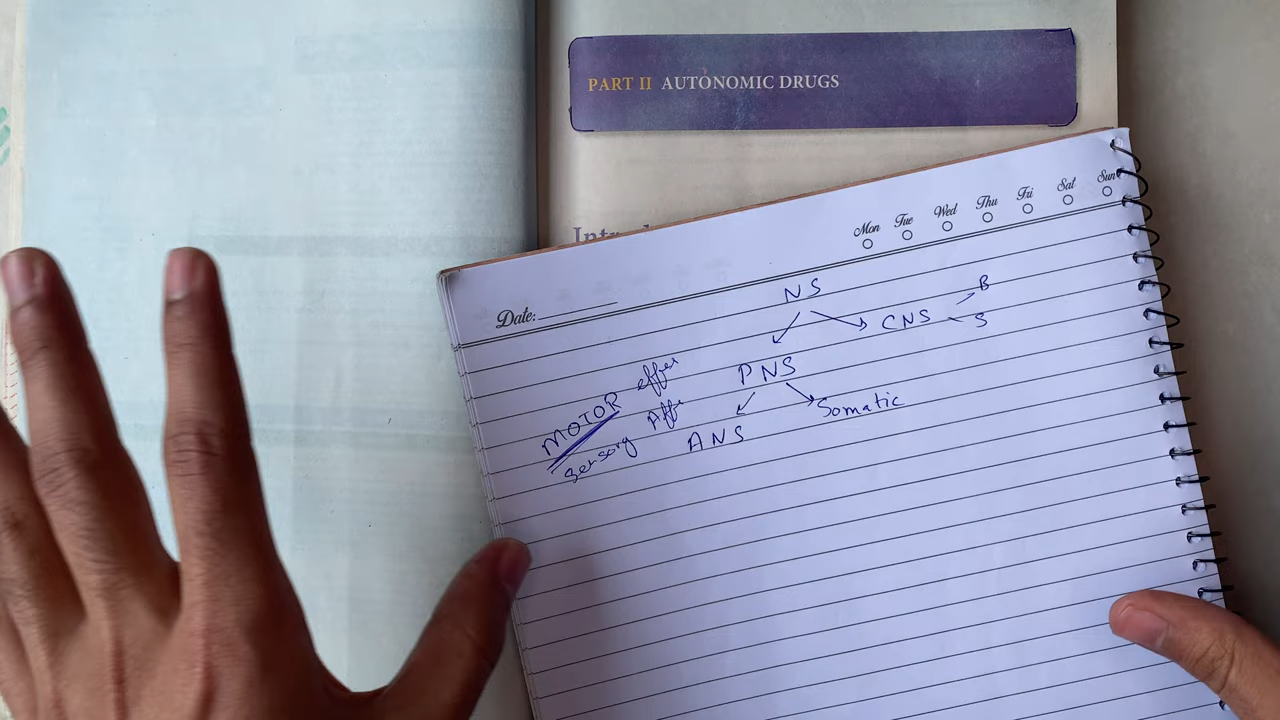 PART II AUTONOMIC DRUGS
Mon Tue Wed Thu Fri Sat Sun
Date:
NS
CNS B
S
PNS
MOTOR effe
Sensory Affe
ANS
Somatic